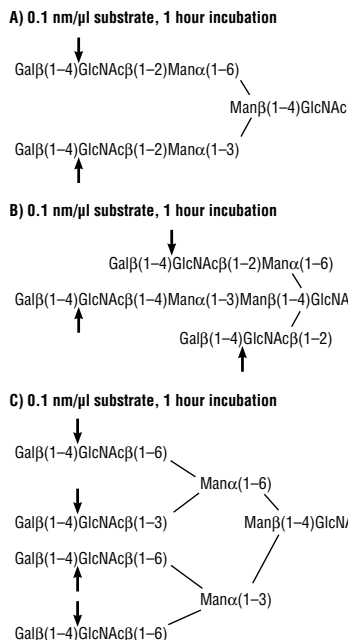 A) 0.1 nm/µl substrate, 1 hour incubation
Galβ(1–4)GlcNAcβ(1–2)Manα(1–6)
Manβ(1–4)GlcNAc
Galβ(1–4)GlcNAcβ(1–2)Manα(1–3)
B) 0.1 nm/µl substrate, 1 hour incubation
Galβ(1–4)GlcNAcβ(1–2)Manα(1–6)
Galβ(1–4)GlcNAcβ(1–4)Manα(1–3)Manβ(1–4)GlcNA
Galβ(1–4)GlcNAcβ(1–2)
C) 0.1 nm/µl substrate, 1 hour incubation
Galβ(1–4)GlcNAcβ(1–6)
Manα(1–6)
Galβ(1–4)GlcNAcβ(1–3)
Manβ(1–4)GlcNA
Galβ(1–4)GlcNAcβ(1–6)
Manα(1–3)
Galβ(1–4)GlcNAcβ(1–6)